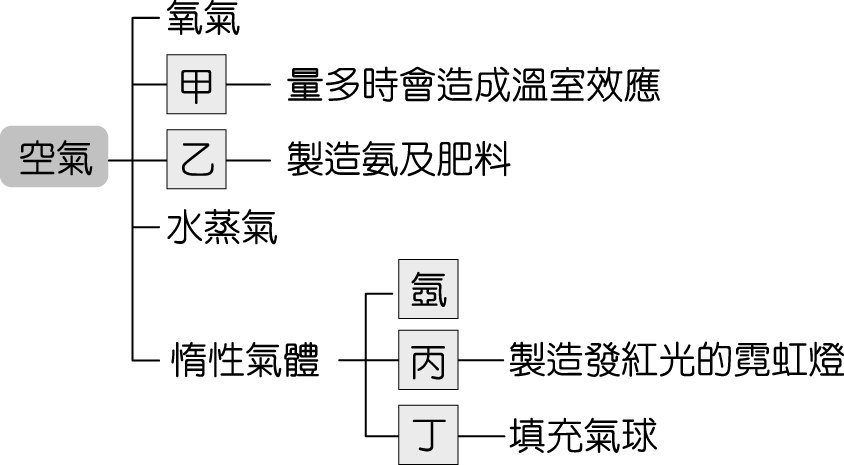 氧氣
甲 量多時會造成溫室效應
空氣 乙 製造氨及肥料
水蒸氣
氬
惰性氣體 丙 製造發紅光的霓虹燈
丁 填充氣球